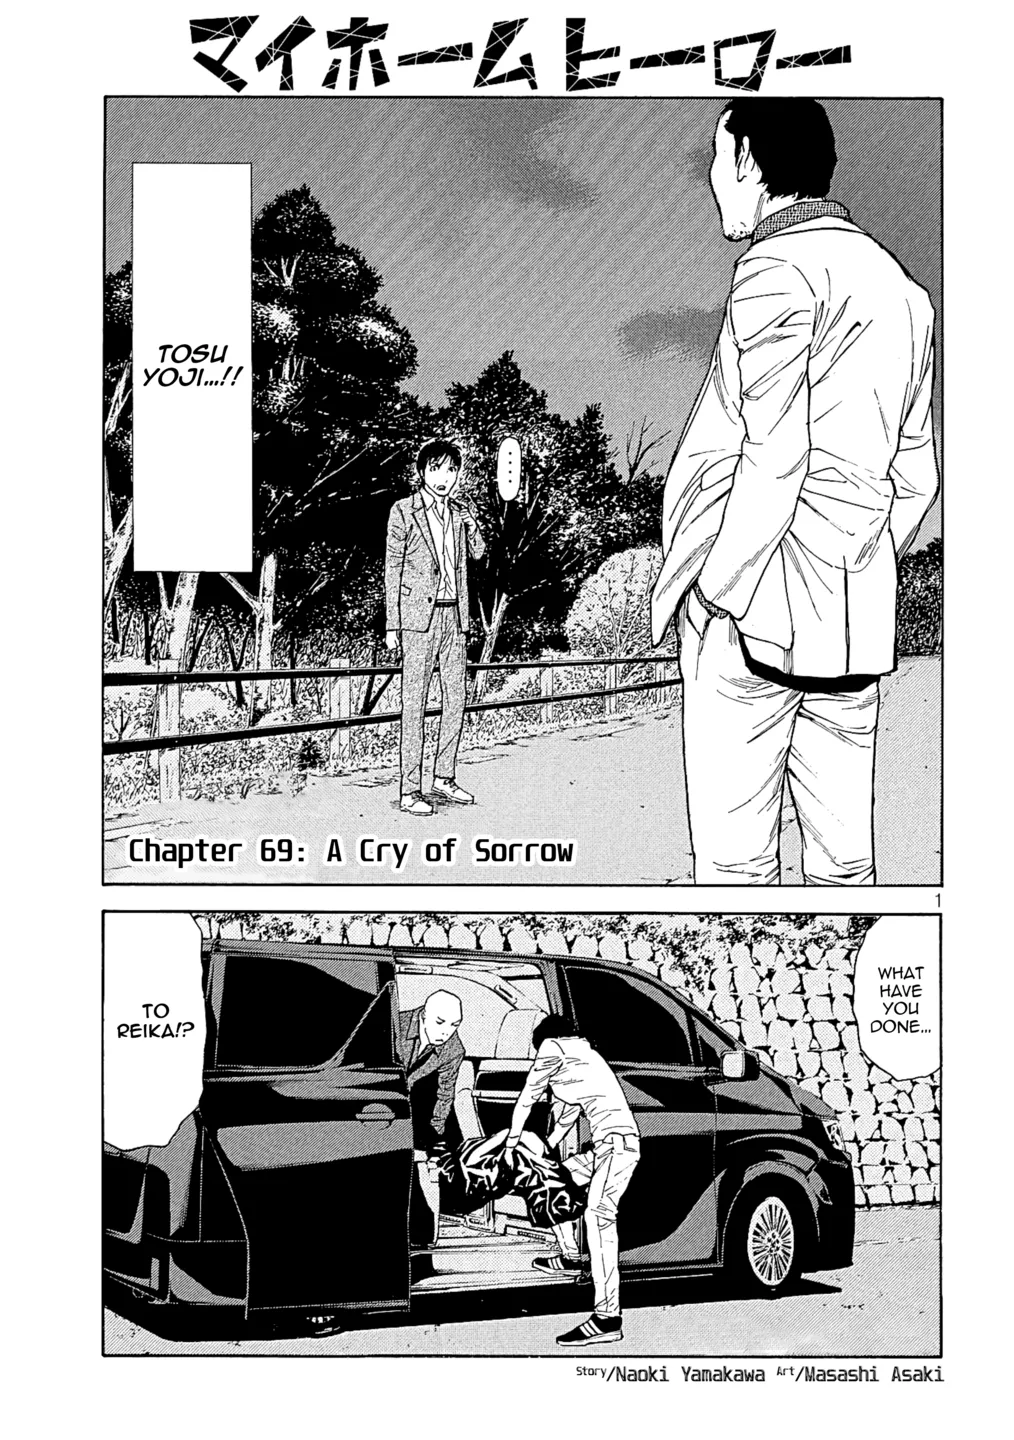 マイホームヒーロー
TOSU
YOJI...!!
....
Chapter 69: A Cry of Sorrow
1
WHAT
HAVE
YOU
DONE...
TO
REIKA!?
Story/Naoki Yamakawa Art/Masashi Asaki